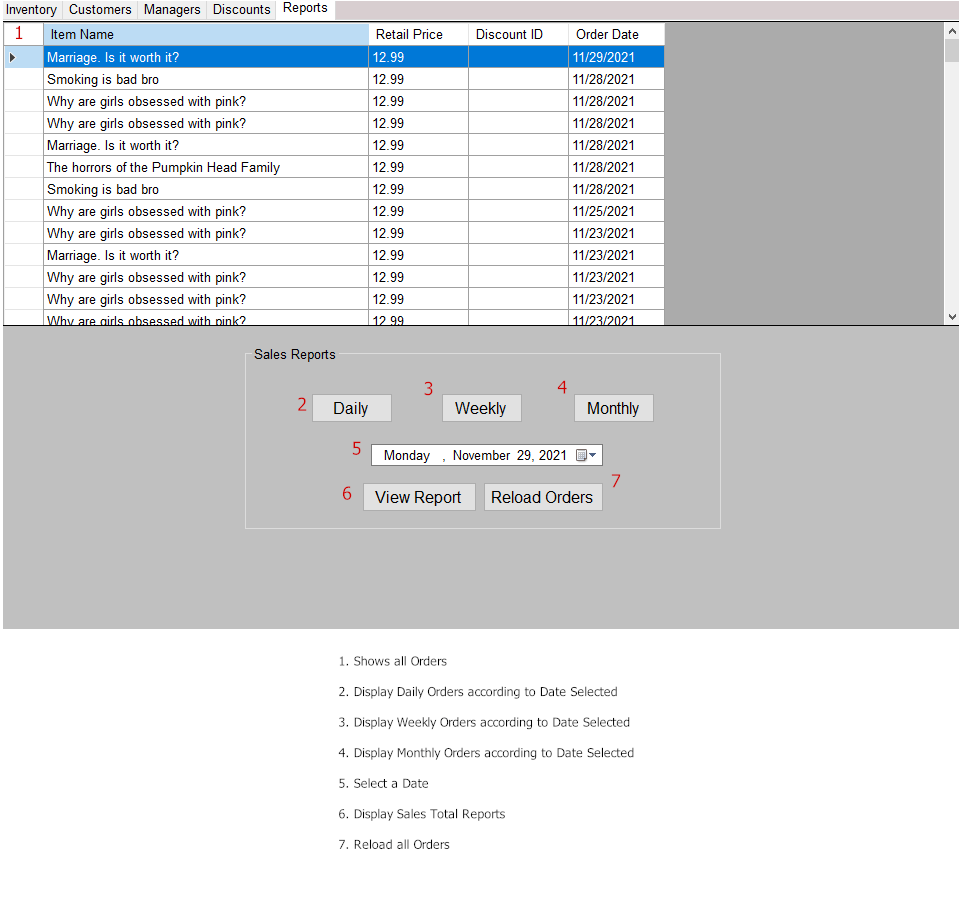 Inventory Customers Managers Discounts Reports
1 Item Name Retail Price Discount ID Order Date
Marriage. Is it worth it? 12.99 11/29/2021
Smoking is bad bro 12.99 11/28/2021
Why are girls obsessed with pink? 12.99 11/28/2021
Why are girls obsessed with pink? 12.99 11/28/2021
Marriage. Is it worth it? 12.99 11/28/2021
The horrors of the Pumpkin Head Family 12.99 11/28/2021
Smoking is bad bro 12.99 11/28/2021
Why are girls obsessed with pink? 12.99 11/25/2021
Why are girls obsessed with pink? 12.99 11/23/2021
Marriage. Is it worth it? 12.99 11/23/2021
Why are girls obsessed with pink? 12.99 11/23/2021
Why are girls obsessed with pink? 12.99 11/23/2021
Why are girls obsessed with pink? 12.99 11/23/2021
Sales Reports
2 Daily 3 Weekly 4 Monthly
5 Monday , November 29, 2021
6 View Report Reload Orders 7
1. Shows all Orders
2. Display Daily Orders according to Date Selected
3. Display Weekly Orders according to Date Selected
4. Display Monthly Orders according to Date Selected
5. Select a Date
6. Display Sales Total Reports
7. Reload all Orders